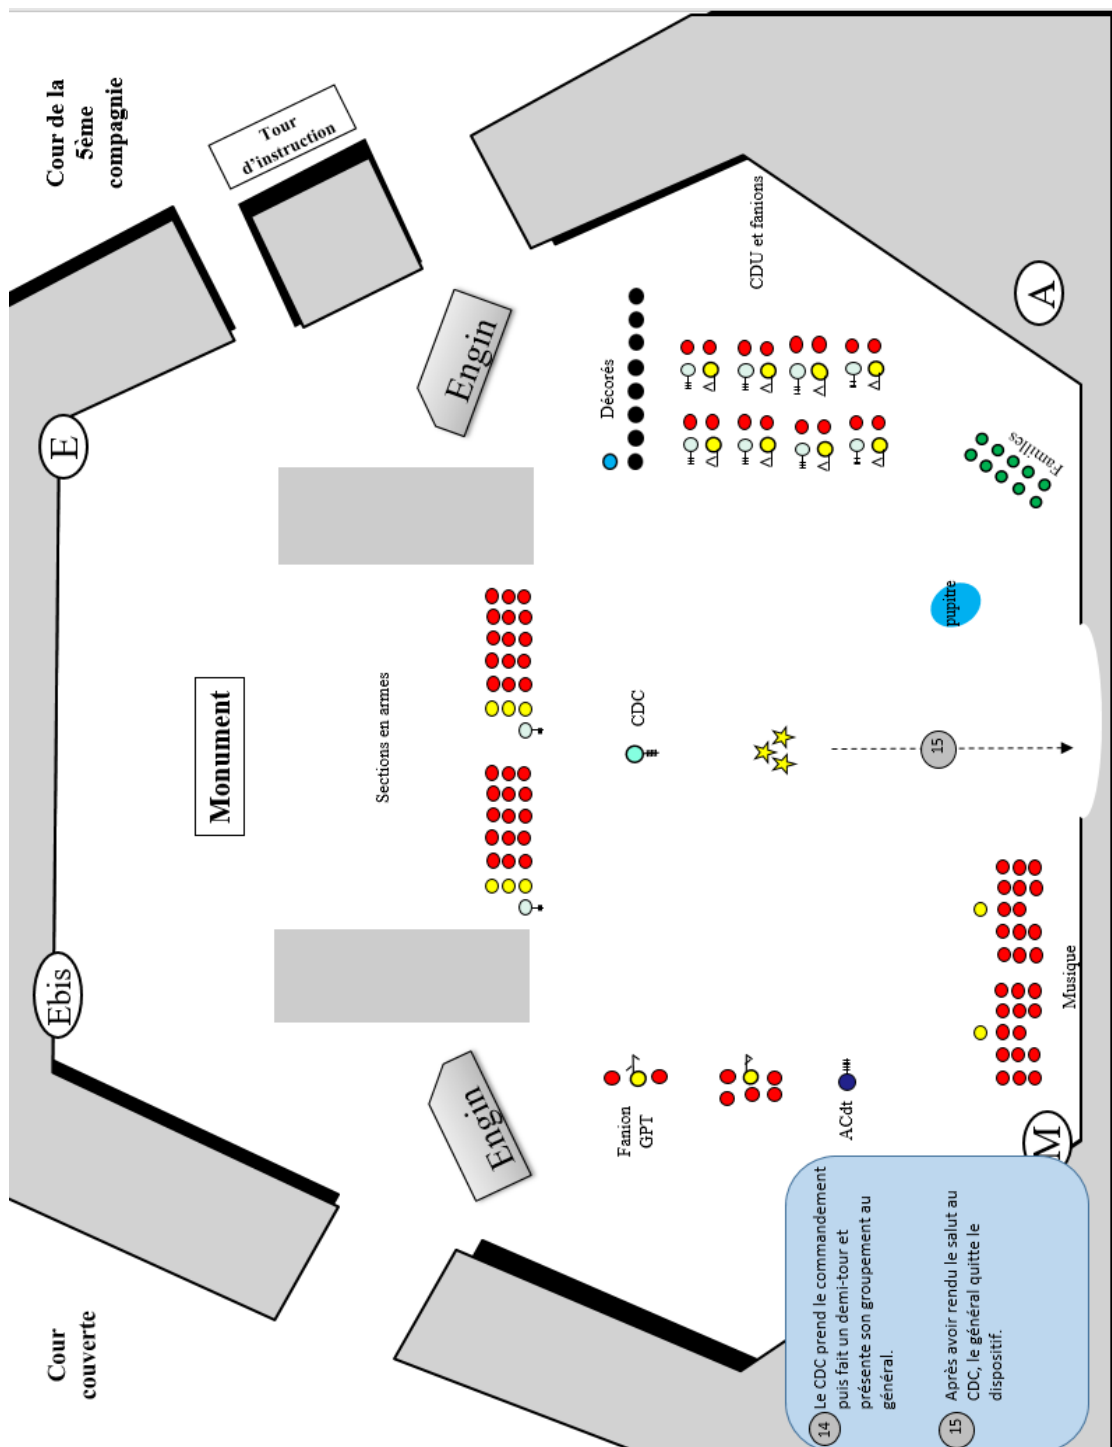 Cour de la
5ème
compagnie
Tour
d'instruction
E
Engin
Décorés
CDU et fanions
A
Familles
Monument
Sections en armes
CDC
pupitre
15
Ebis
Engin
Fanion
GPT
ACdt
Musique
M
Cour
couverte
14
Le CDC prend le commandement
puis fait un demi-tour et
présente son groupement au
général.
15
Après avoir rendu le salut au
CDC, le général quitte le
dispositif.